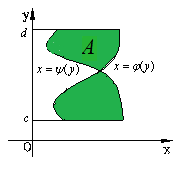 y
d
A
x = ψ(y)
x = φ(y)
c
O
x